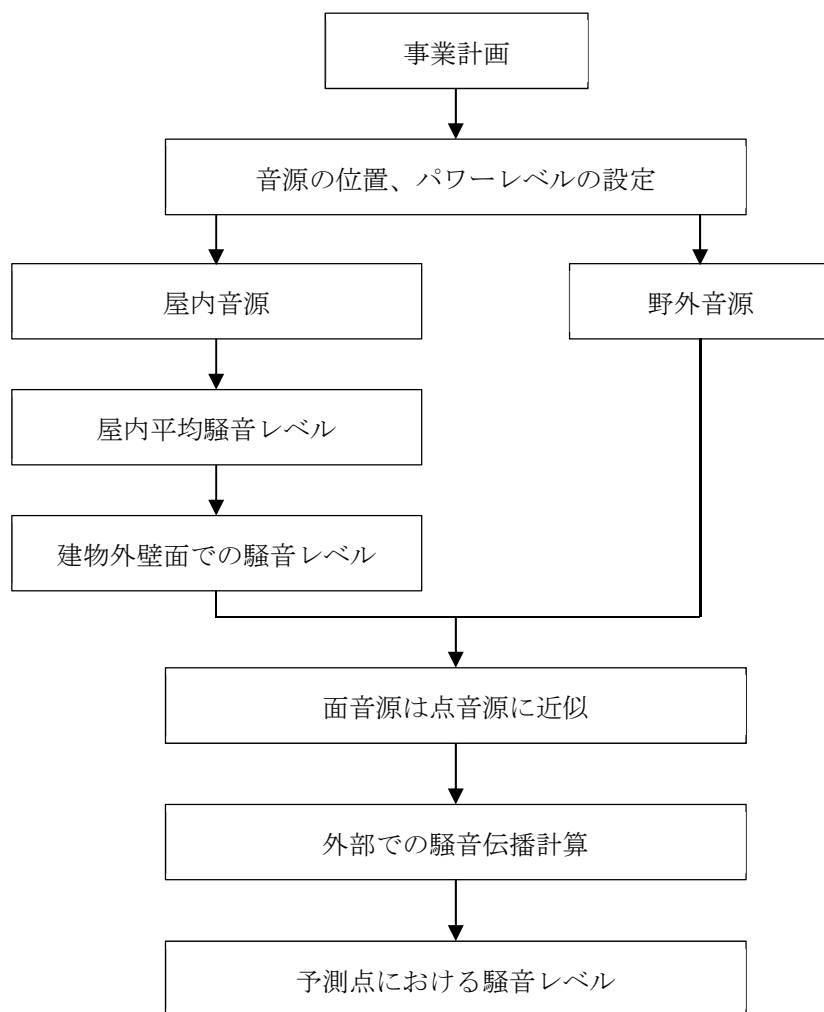 事業計画
音源の位置、パワーレベルの設定
屋内音源
野外音源
屋内平均騒音レベル
建物外壁面での騒音レベル
面音源は点音源に近似
外部での騒音伝播計算
予測点における騒音レベル